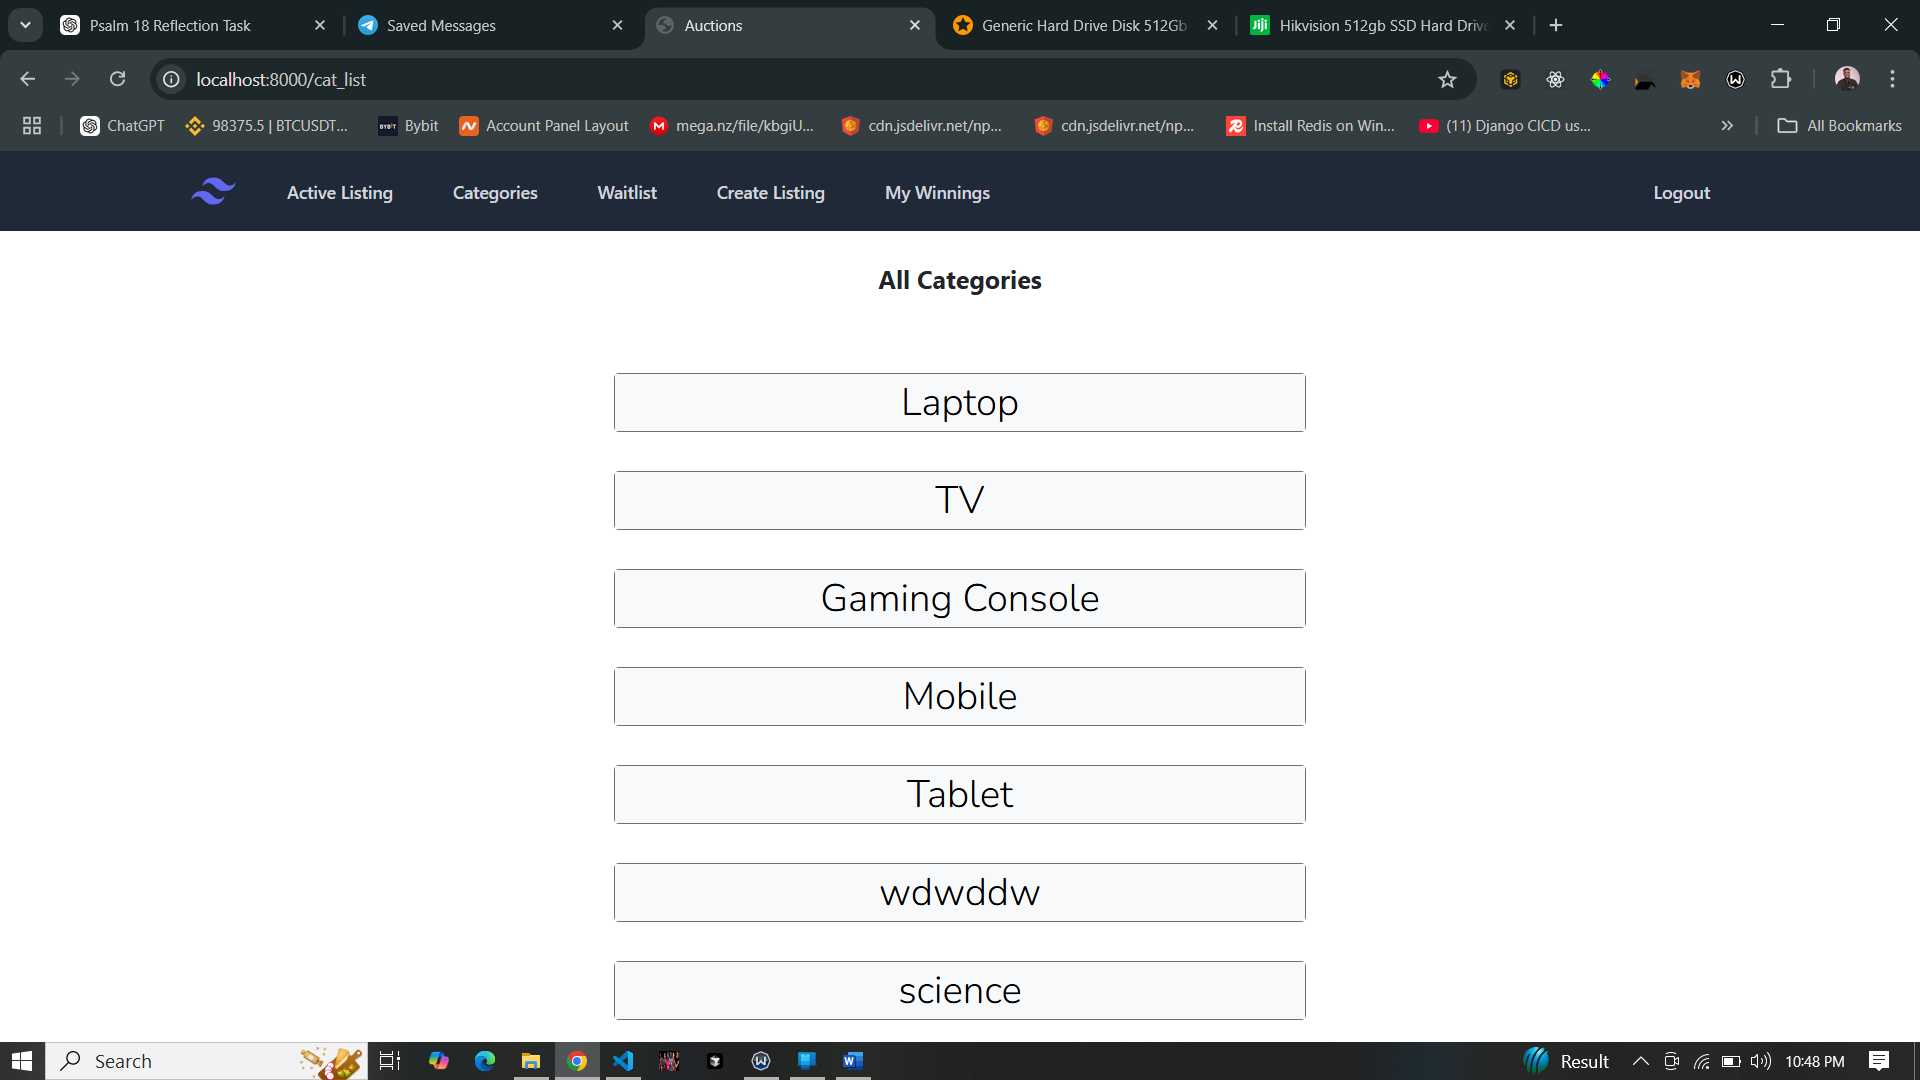 Psalm 18 Reflection Task
Saved Messages
Auctions
Generic Hard Drive Disk 512Gb
Hikvision 512gb SSD Hard Drive
localhost:8000/cat_list
ChatGPT
98375.5 | BTCUSDT...
Bybit
Account Panel Layout
mega.nz/file/kbgiU...
cdn.jsdelivr.net/np...
cdn.jsdelivr.net/np...
Install Redis on Win...
(11) Django CICD us...
All Bookmarks
Active Listing
Categories
Waitlist
Create Listing
My Winnings
Logout
All Categories
Laptop
TV
Gaming Console
Mobile
Tablet
wdwddw
science
Search
Result
10:48 PM